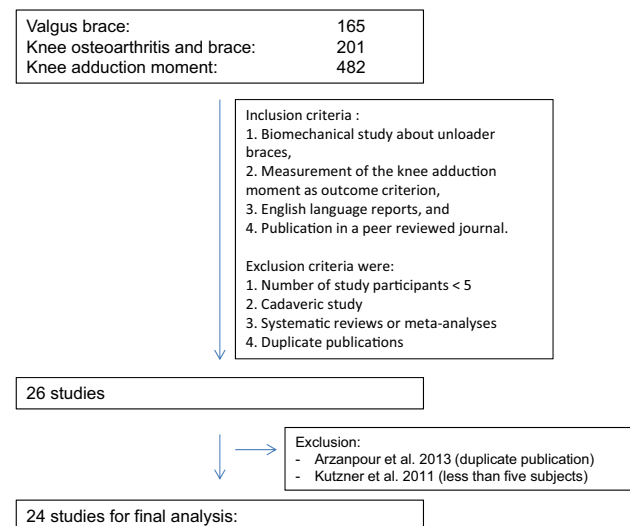 Valgus brace: 165
Knee osteoarthritis and brace: 201
Knee adduction moment: 482
Inclusion criteria :
1. Biomechanical study about unloader
braces,
2. Measurement of the knee adduction
moment as outcome criterion,
3. English language reports, and
4. Publication in a peer reviewed journal.
Exclusion criteria were:
1. Number of study participants < 5
2. Cadaveric study
3. Systematic reviews or meta-analyses
4. Duplicate publications
26 studies
Exclusion:
- Arzanpour et al. 2013 (duplicate publication)
- Kutzner et al. 2011 (less than five subjects)
24 studies for final analysis: